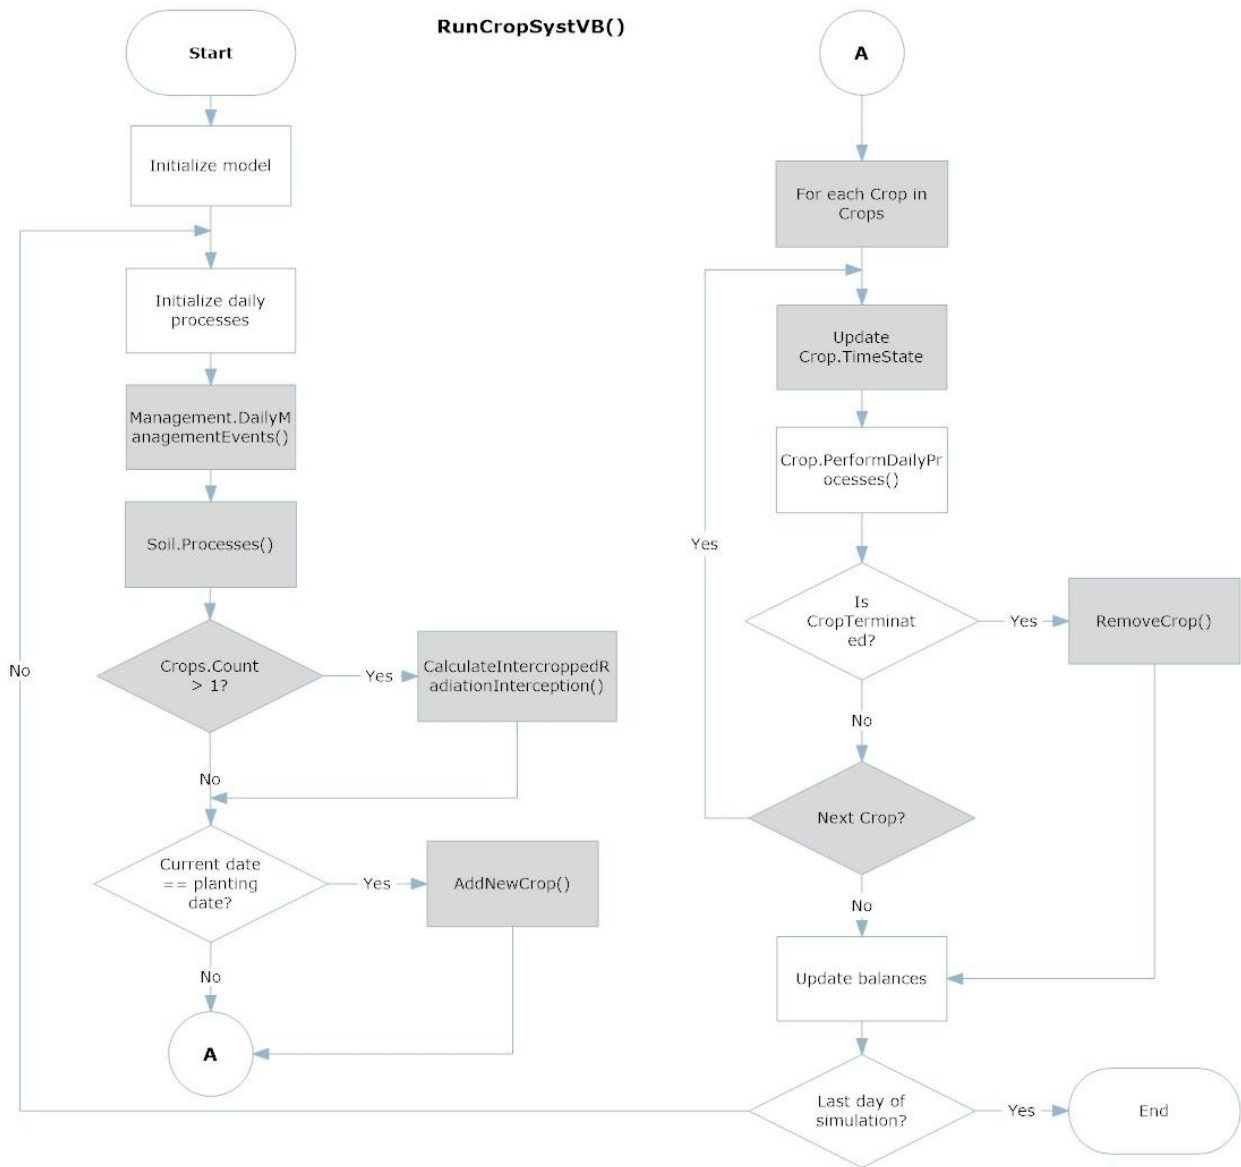 RunCropSystVB()
Start
Initialize model
Initialize daily
processes
Management.DailyM
anagementEvents()
Soil.Processes()
Crops.Count
> 1?
Yes
CalculateIntercroppedR
adiationInterception()
No
Current date
== planting
date?
Yes
AddNewCrop()
No
A
A
For each Crop in
Crops
Update
Crop.TimeState
Crop.PerformDailyPr
ocesses()
Is
CropTerminat
ed?
Yes
RemoveCrop()
No
Next Crop?
Yes
No
Update balances
Last day of
simulation?
Yes
End
No